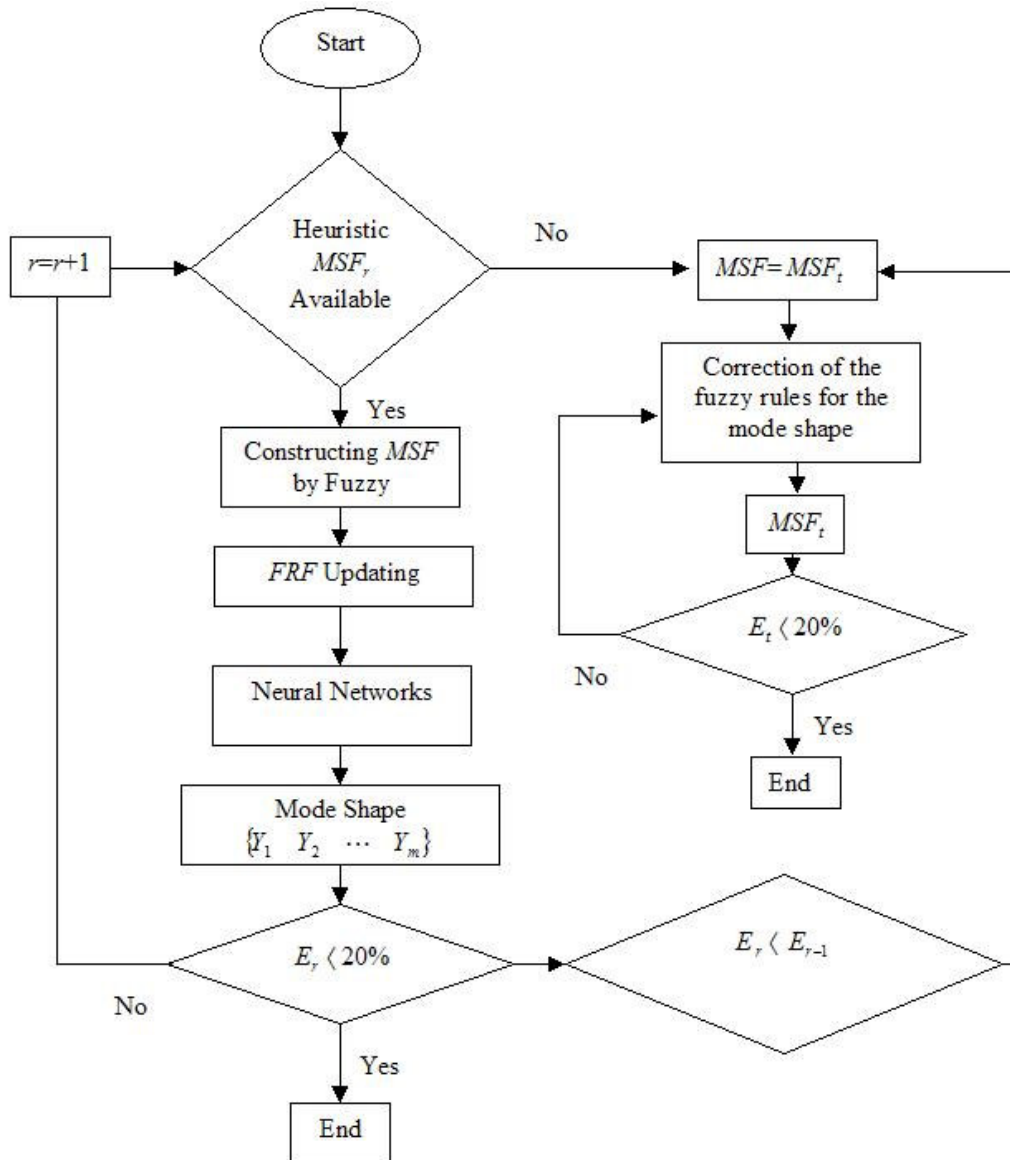 Start
Heuristic
MSFᵣ
Available
No
r=r+1
MSF=MSFₜ
Correction of the
fuzzy rules for the
mode shape
Yes
Constructing MSF
by Fuzzy
MSFₜ
FRF Updating
Eₜ ⟨ 20%
No
Neural Networks
Yes
End
Mode Shape
{Y₁ Y₂ ⋯ Yₘ}
Eᵣ ⟨ 20%
Eᵣ ⟨ Eᵣ₋₁
No
Yes
End